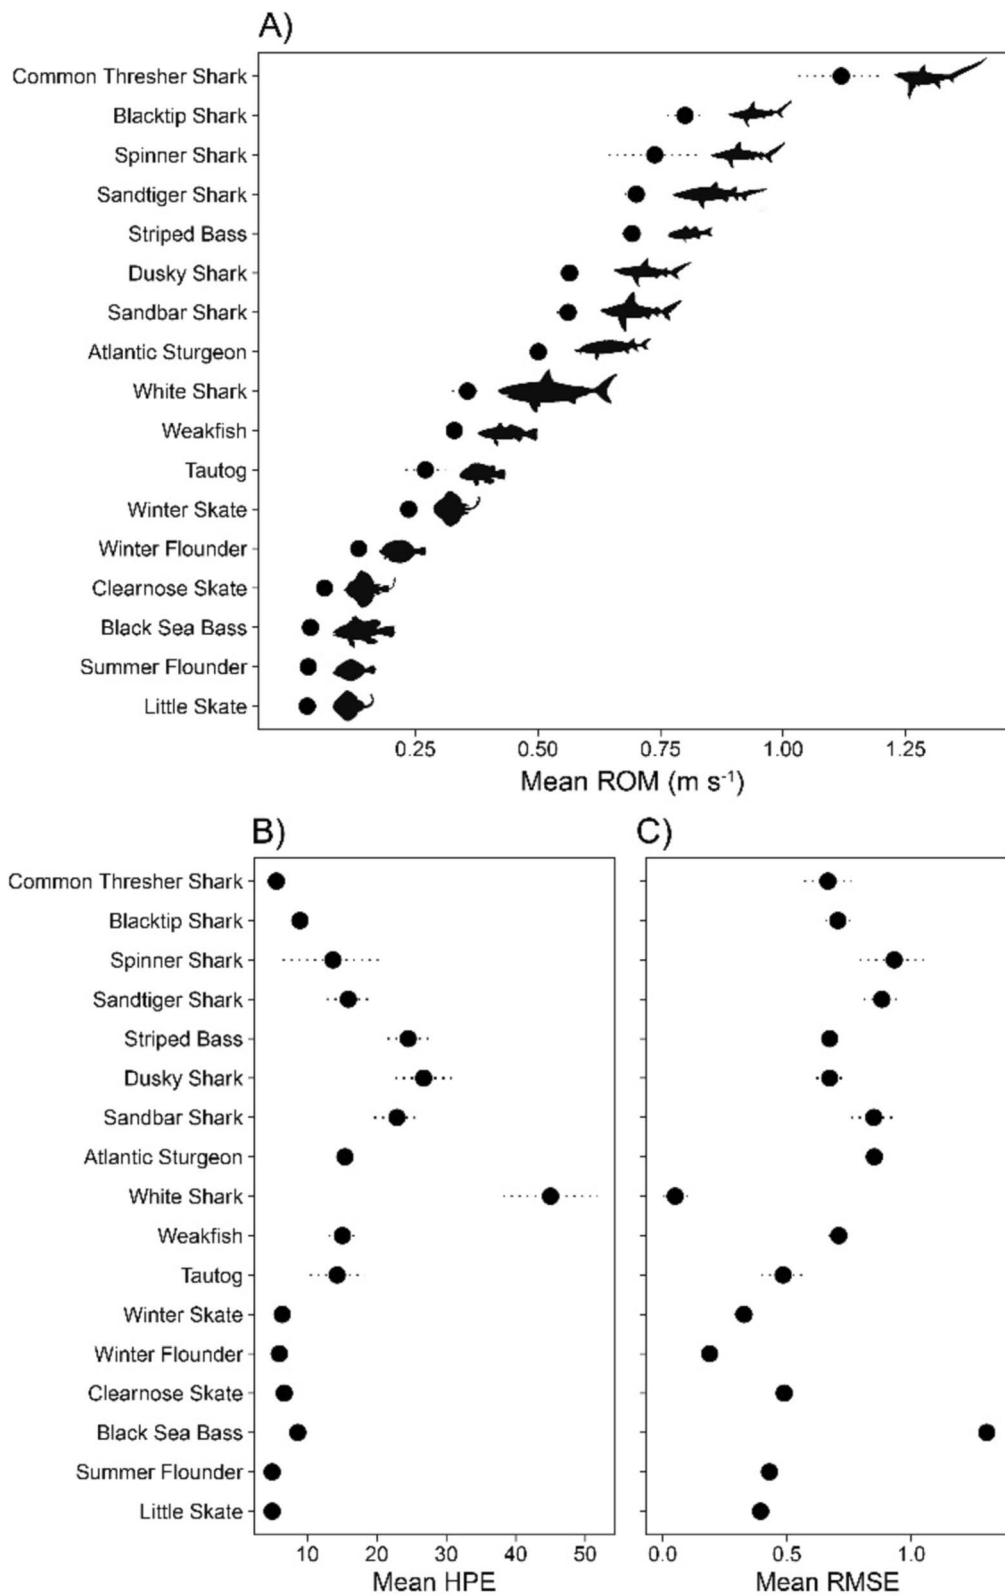 A)
Common Thresher Shark
Blacktip Shark
Spinner Shark
Sandtiger Shark
Striped Bass
Dusky Shark
Sandbar Shark
Atlantic Sturgeon
White Shark
Weakfish
Tautog
Winter Skate
Winter Flounder
Clearnose Skate
Black Sea Bass
Summer Flounder
Little Skate
0.25 0.50 0.75 1.00 1.25
Mean ROM (m s⁻¹)
B) C)
Common Thresher Shark
Blacktip Shark
Spinner Shark
Sandtiger Shark
Striped Bass
Dusky Shark
Sandbar Shark
Atlantic Sturgeon
White Shark
Weakfish
Tautog
Winter Skate
Winter Flounder
Clearnose Skate
Black Sea Bass
Summer Flounder
Little Skate
10 20 30 40 50 0.0 0.5 1.0
Mean HPE Mean RMSE